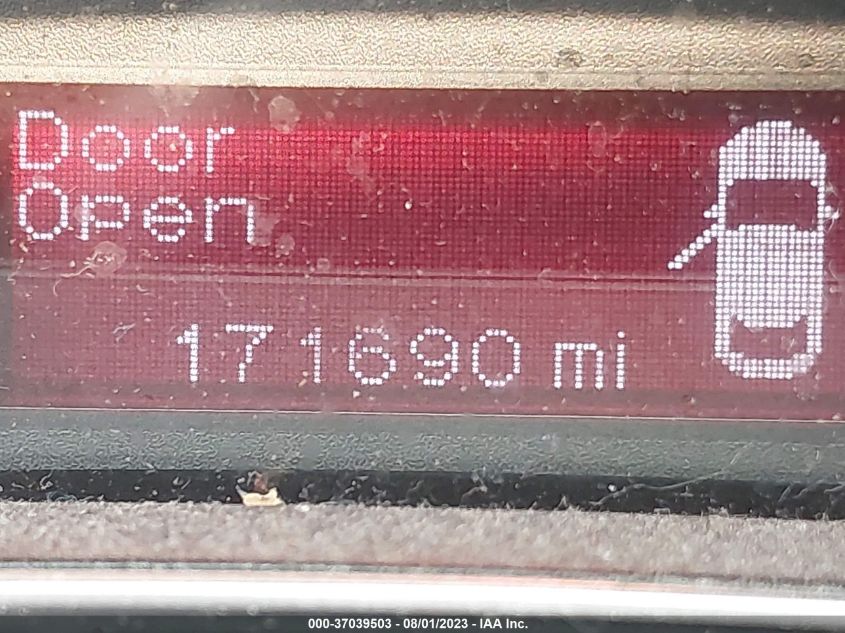 Door
Open
171690 mi
000-37039503 - 08/01/2023 - IAA Inc.